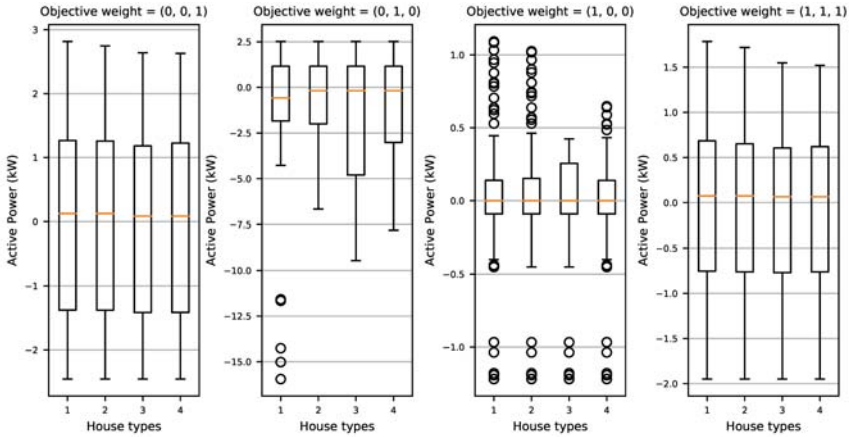 Objective weight = (0, 0, 1)
Active Power (kW)
3
2
1
0
−1
−2
1 2 3 4
House types
Objective weight = (0, 1, 0)
Active Power (kW)
2.5
0.0
−2.5
−5.0
−7.5
−10.0
−12.5
−15.0
1 2 3 4
House types
Objective weight = (1, 0, 0)
Active Power (kW)
1.0
0.5
0.0
−0.5
−1.0
1 2 3 4
House types
Objective weight = (1, 1, 1)
Active Power (kW)
1.5
1.0
0.5
0.0
−0.5
−1.0
−1.5
−2.0
1 2 3 4
House types